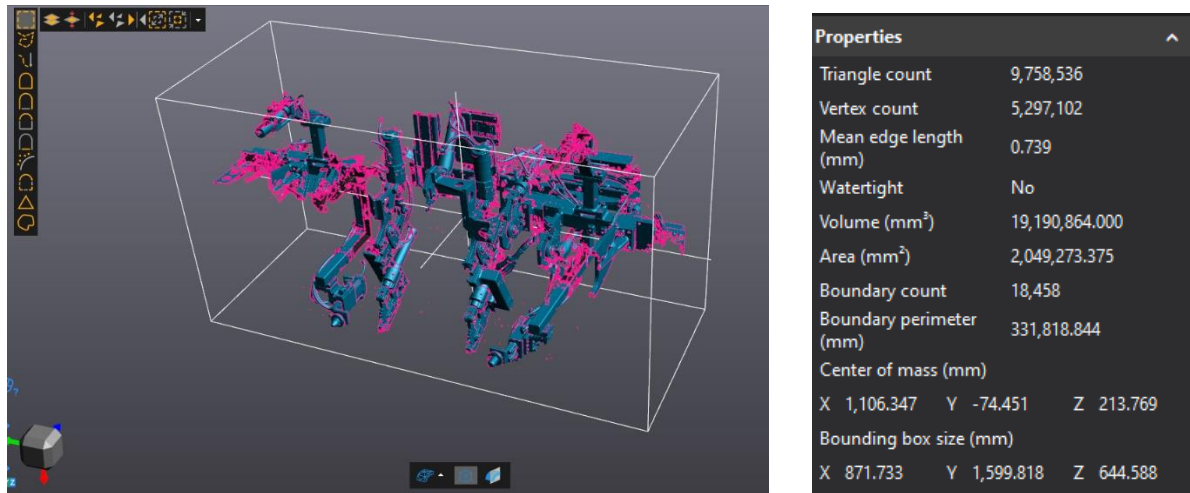 Properties
Triangle count 9,758,536
Vertex count 5,297,102
Mean edge length
(mm) 0.739
Watertight No
Volume (mm³) 19,190,864.000
Area (mm²) 2,049,273.375
Boundary count 18,458
Boundary perimeter
(mm) 331,818.844
Center of mass (mm)
X 1,106.347 Y -74.451 Z 213.769
Bounding box size (mm)
X 871.733 Y 1,599.818 Z 644.588